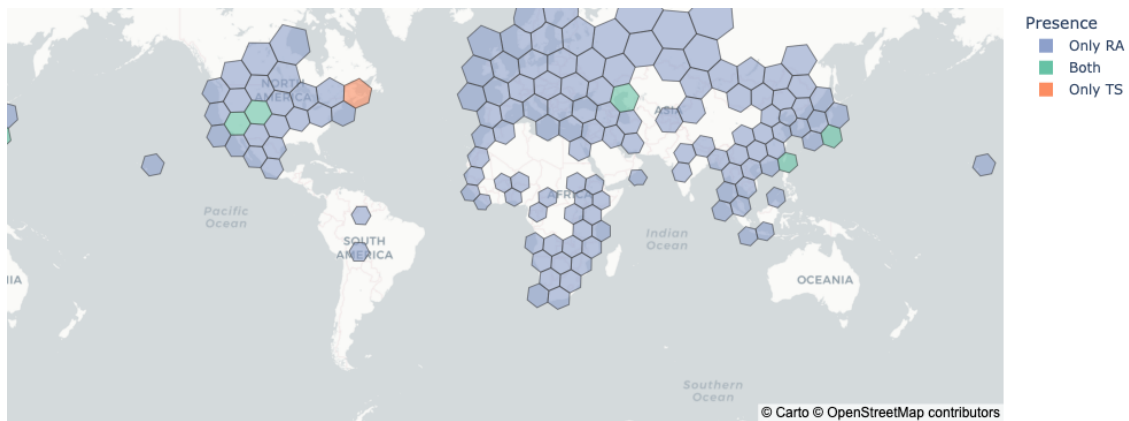 Presence
Only RA
Both
Only TS
NORTH
AMERICA
ASIA
Pacific
Ocean
AFRICA
SOUTH
AMERICA
Indian
Ocean
IIA
OCEANIA
Southern
Ocean
© Carto © OpenStreetMap contributors